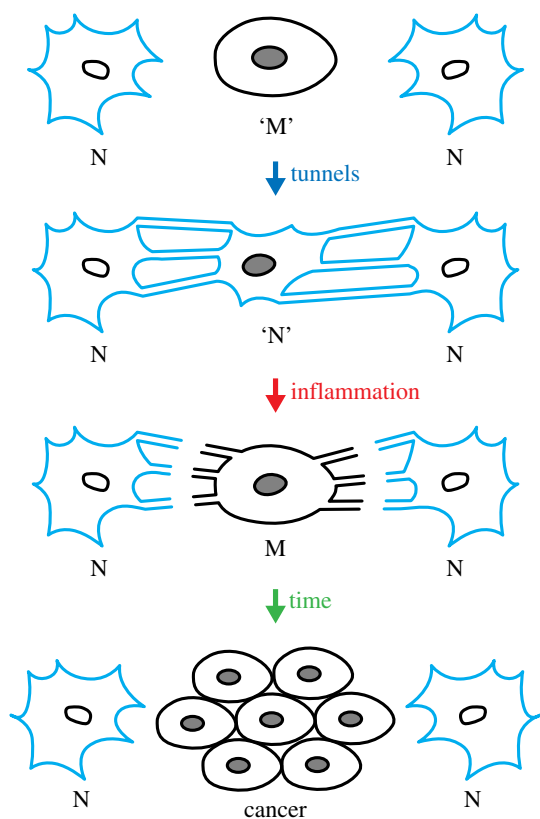 ‘M’
N N
tunnels
‘N’
N N
inflammation
M
N N
time
N N
cancer